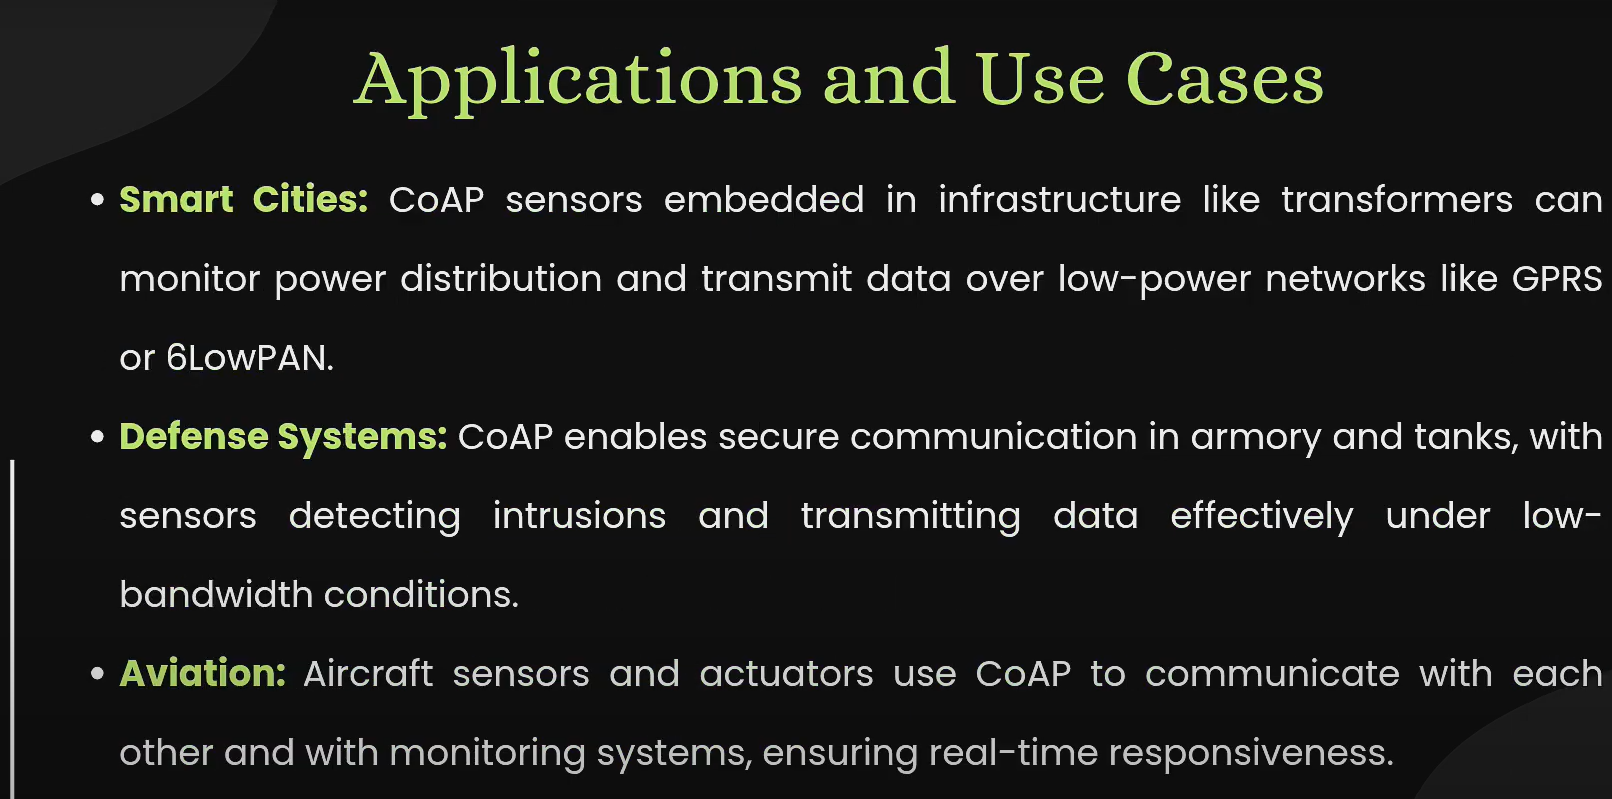 Applications and Use Cases
• Smart Cities: CoAP sensors embedded in infrastructure like transformers can
monitor power distribution and transmit data over low-power networks like GPRS
or 6LowPAN.
• Defense Systems: CoAP enables secure communication in armory and tanks, with
sensors detecting intrusions and transmitting data effectively under low-
bandwidth conditions.
• Aviation: Aircraft sensors and actuators use CoAP to communicate with each
other and with monitoring systems, ensuring real-time responsiveness.